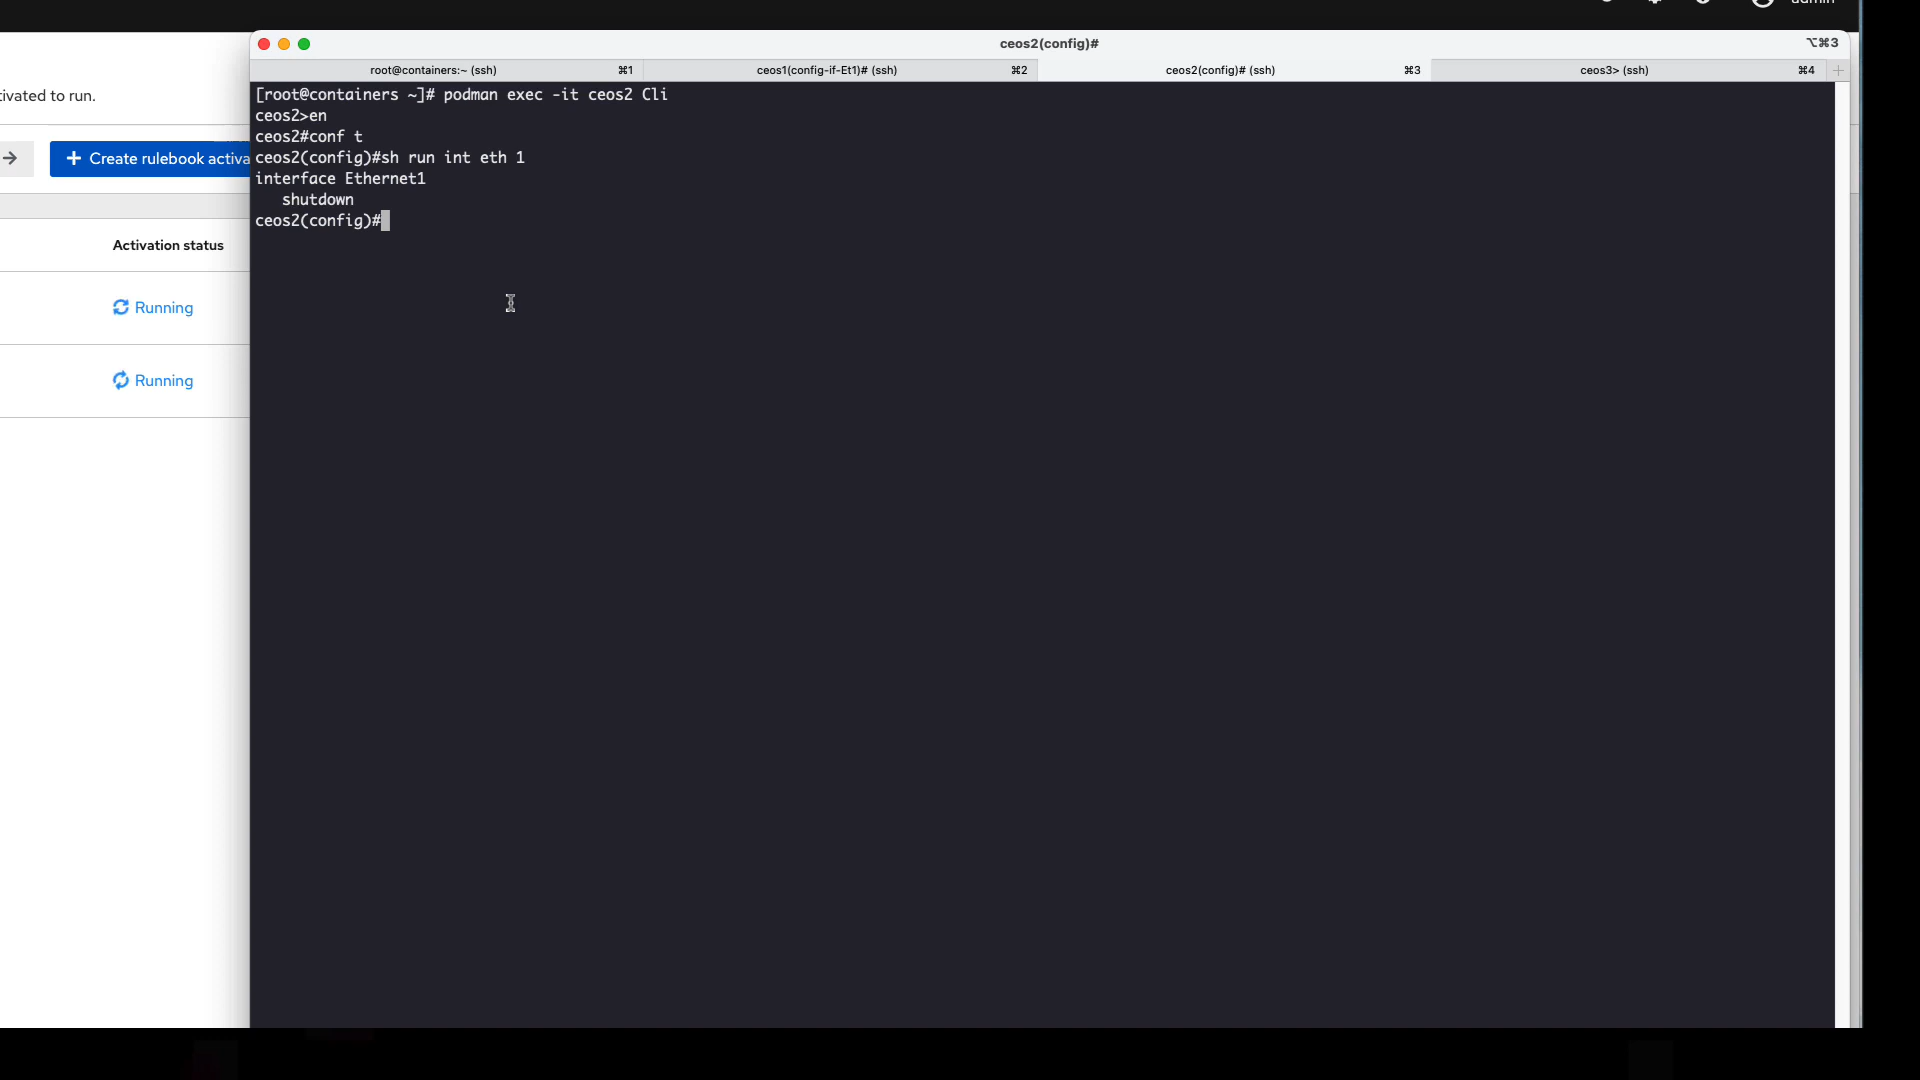 ceos2(config)#
⌥⌘3
root@containers:~ (ssh) ⌘1
ceos1(config-if-Et1)# (ssh) ⌘2
ceos2(config)# (ssh) ⌘3
ceos3> (ssh) ⌘4
[root@containers ~]# podman exec -it ceos2 Cli
ceos2>en
ceos2#conf t
ceos2(config)#sh run int eth 1
interface Ethernet1
   shutdown
ceos2(config)#
tivated to run.
Create rulebook activa
Activation status
Running
Running